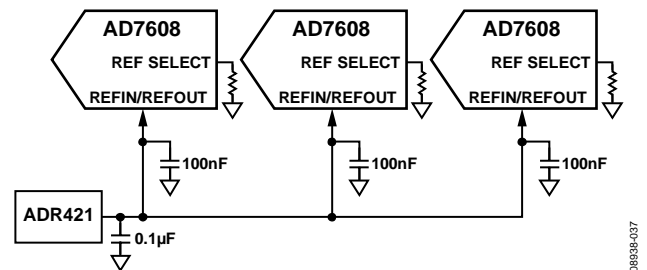 AD7608
REF SELECT
REFIN/REFOUT
100nF
AD7608
REF SELECT
REFIN/REFOUT
100nF
AD7608
REF SELECT
REFIN/REFOUT
100nF
ADR421
0.1µF
08938-037